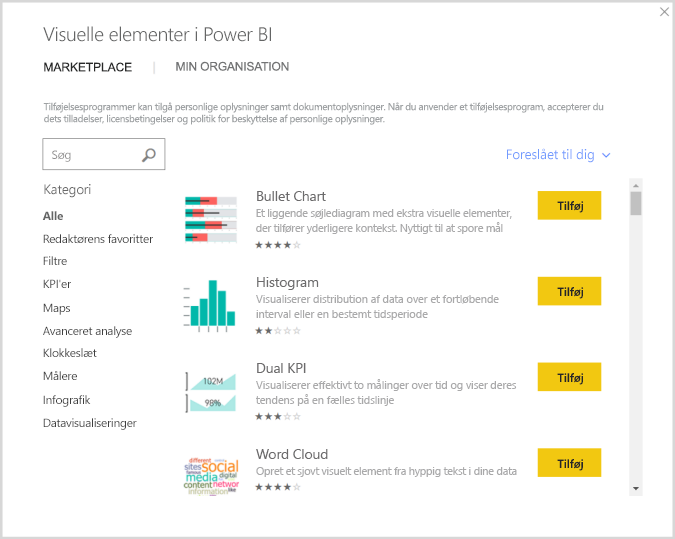 Visuelle elementer i Power BI
MARKETPLACE | MIN ORGANISATION
Tilføjelsesprogrammer kan tilgå personlige oplysninger samt dokumentoplysninger. Når du anvender et tilføjelsesprogram, accepterer du
dets tilladelser, licensbetingelser og politik for beskyttelse af personlige oplysninger.
Søg
Foreslået til dig
Kategori
Alle
Redaktørens favoritter
Filtre
KPI'er
Maps
Avanceret analyse
Klokkeslæt
Målere
Infografik
Datavisualiseringer
Bullet Chart
Et liggende søjlediagram med ekstra visuelle elementer,
der tilfører yderligere kontekst. Nyttigt til at spore mål
Tilføj
Histogram
Visualiserer distribution af data over et fortløbende
interval eller en bestemt tidsperiode
Tilføj
102M
98%
Dual KPI
Visualiserer effektivt to målinger over tid og viser deres
tendens på en fælles tidslinje
Tilføj
different
sites social
media digital
content network
information
Word Cloud
Opret et sjovt visuelt element fra hyppig tekst i dine data
Tilføj